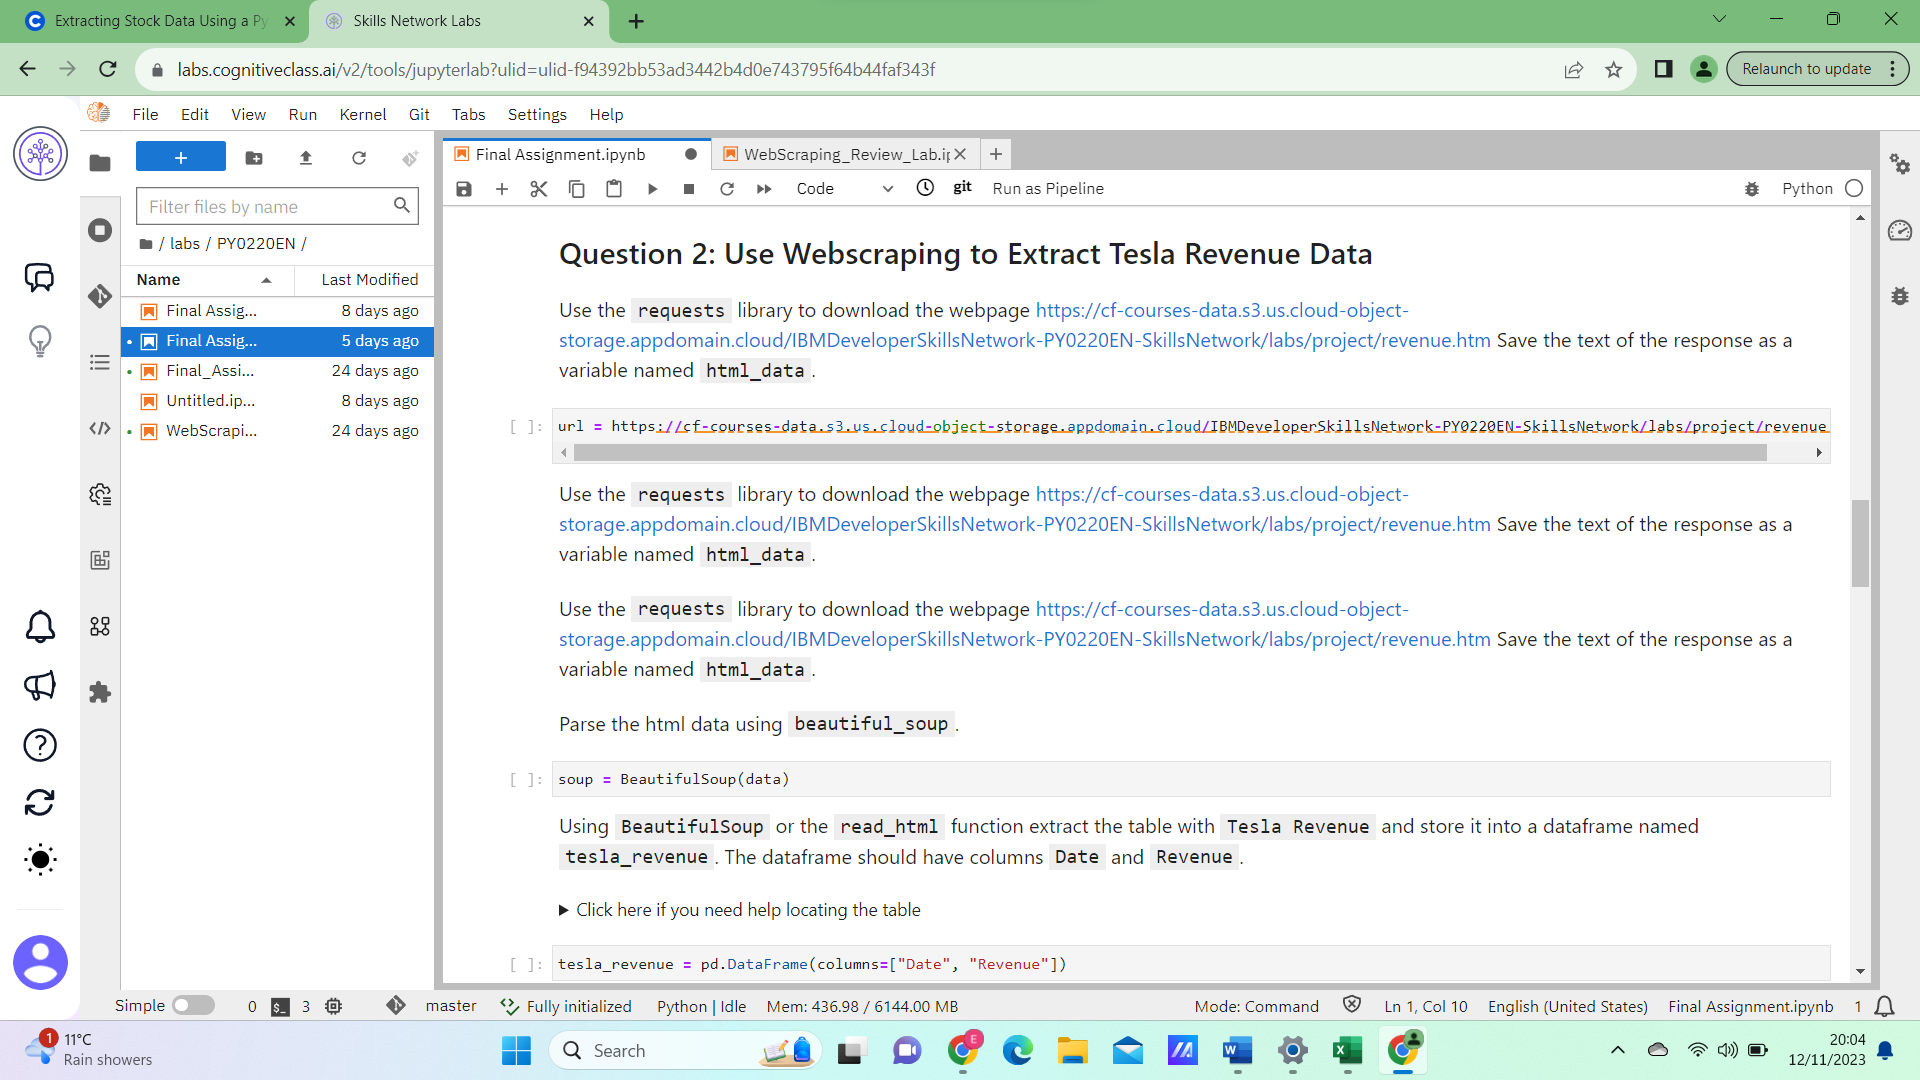 Extracting Stock Data Using a Py
Skills Network Labs
labs.cognitiveclass.ai/v2/tools/jupyterlab?ulid=ulid-f94392bb53ad3442b4d0e743795f64b44faf343f
Relaunch to update
File Edit View Run Kernel Git Tabs Settings Help
Final Assignment.ipynb
WebScraping_Review_Lab.ip
Code
git
Run as Pipeline
Python
Filter files by name
/ labs / PY0220EN /
Name Last Modified
Final Assig... 8 days ago
Final Assig... 5 days ago
Final_Assi... 24 days ago
Untitled.ip... 8 days ago
WebScrapi... 24 days ago
Question 2: Use Webscraping to Extract Tesla Revenue Data
Use the requests library to download the webpage https://cf-courses-data.s3.us.cloud-object-
storage.appdomain.cloud/IBMDeveloperSkillsNetwork-PY0220EN-SkillsNetwork/labs/project/revenue.htm Save the text of the response as a
variable named html_data.
[ ]: url = https://cf-courses-data.s3.us.cloud-object-storage.appdomain.cloud/IBMDeveloperSkillsNetwork-PY0220EN-SkillsNetwork/labs/project/revenue
Use the requests library to download the webpage https://cf-courses-data.s3.us.cloud-object-
storage.appdomain.cloud/IBMDeveloperSkillsNetwork-PY0220EN-SkillsNetwork/labs/project/revenue.htm Save the text of the response as a
variable named html_data.
Use the requests library to download the webpage https://cf-courses-data.s3.us.cloud-object-
storage.appdomain.cloud/IBMDeveloperSkillsNetwork-PY0220EN-SkillsNetwork/labs/project/revenue.htm Save the text of the response as a
variable named html_data.
Parse the html data using beautiful_soup.
[ ]: soup = BeautifulSoup(data)
Using BeautifulSoup or the read_html function extract the table with Tesla Revenue and store it into a dataframe named
tesla_revenue. The dataframe should have columns Date and Revenue.
Click here if you need help locating the table
[ ]: tesla_revenue = pd.DataFrame(columns=["Date", "Revenue"])
Simple 0 3 master Fully initialized Python | Idle Mem: 436.98 / 6144.00 MB Mode: Command Ln 1, Col 10 English (United States) Final Assignment.ipynb 1
1
11°C
Rain showers
Search
E
20:04
12/11/2023